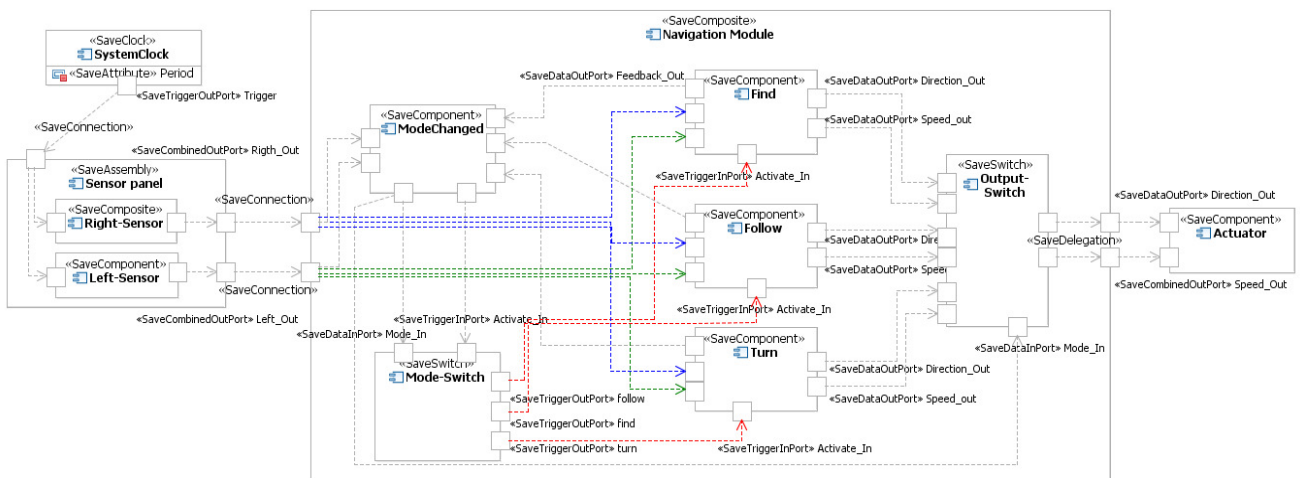 «SaveClock»
SystemClock
«SaveAttribute» Period
«SaveTriggerOutPort» Trigger
«SaveConnection»
«SaveCombinedOutPort» Rigth_Out
«SaveAssembly»
Sensor panel
«SaveComposite»
Right-Sensor
«SaveComponent»
Left-Sensor
«SaveConnection»
«SaveConnection»
«SaveCombinedOutPort» Left_Out
«SaveComposite»
Navigation Module
«SaveComponent»
ModeChanged
«SaveDataOutPort» Feedback_Out
«SaveComponent»
Find
«SaveDataOutPort» Direction_Out
«SaveDataOutPort» Speed_out
«SaveTriggerInPort» Activate_In
«SaveComponent»
Follow
«SaveDataOutPort» Dire
«SaveDataOutPort» Spee
«SaveTriggerInPort» Activate_In
«SaveTriggerInPort» Activate_In
«SaveDataInPort» Mode_In
«SaveSwitch»
Mode-Switch
«SaveTriggerOutPort» follow
«SaveTriggerOutPort» find
«SaveTriggerOutPort» turn
«SaveComponent»
Turn
«SaveDataOutPort» Direction_Out
«SaveDataOutPort» Speed_out
«SaveTriggerInPort» Activate_In
«SaveSwitch»
Output-
Switch
«SaveDataInPort» Mode_In
«SaveDelegation»
«SaveDataOutPort» Direction_Out
«SaveComponent»
Actuator
«SaveCombinedOutPort» Speed_Out